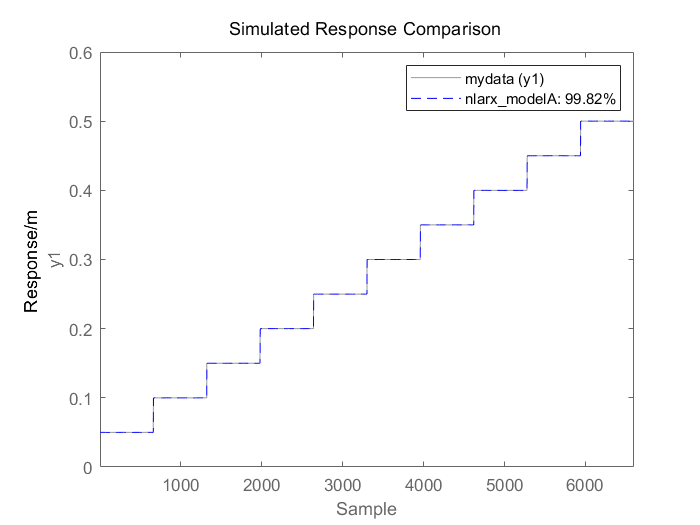 Simulated Response Comparison
mydata (y1)
nlarx_modelA: 99.82%
0.6
0.5
0.4
0.3
0.2
0.1
0
Response/m
y1
1000 2000 3000 4000 5000 6000
Sample